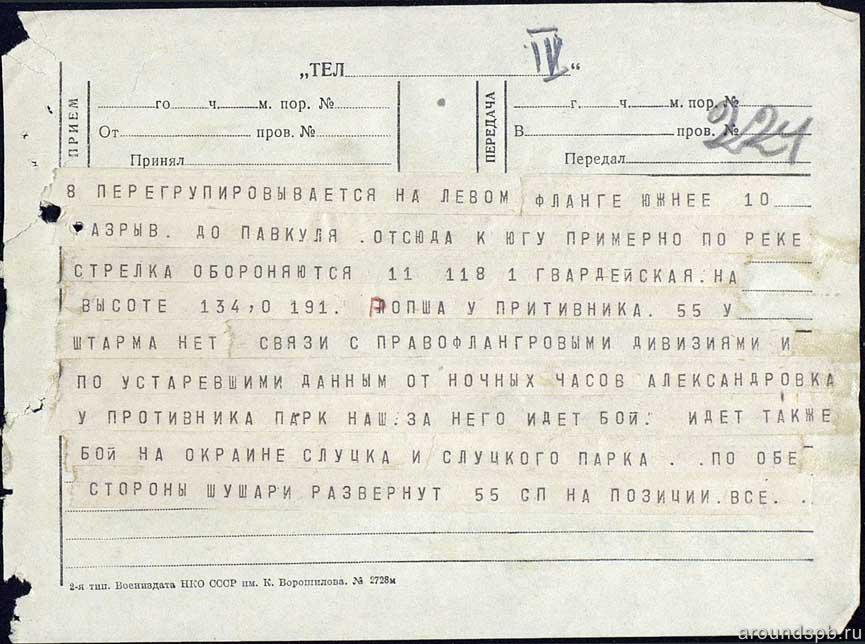 IV
„ТЕЛ “
ПРИЕМ
го ч. м. пор. №
От пров. №
Принял
ПЕРЕДАЧА
г. ч. м. пор. №
В пров. №
Передал
221
8 ПЕРЕГРУПИРОВЫВАЕТСЯ НА ЛЕВОМ ФЛАНГЕ ЮЖНЕЕ 10
РАЗРЫВ. ДО ПАВКУЛЯ .ОТСЮДА К ЮГУ ПРИМЕРНО ПО РЕКЕ
СТРЕЛКА ОБОРОНЯЮТСЯ 11 118 1 ГВАРДЕЙСКАЯ.НА
ВЫСОТЕ 134,0 191. РОПША У ПРИТИВНИКА. 55 У
ШТАРМА НЕТ СВЯЗИ С ПРАВОФЛАНГРОВЫМИ ДИВИЗИЯМИ И
ПО УСТАРЕВШИМИ ДАННЫМ ОТ НОЧНЫХ ЧАСОВ АЛЕКСАНДРОВКА
У ПРОТИВНИКА ПАРК НАШ.ЗА НЕГО ИДЕТ БОЙ. ИДЕТ ТАКЖЕ
БОЙ НА ОКРАИНЕ СЛУЦКА И СЛУЦКОГО ПАРКА . .ПО ОБЕ
СТОРОНЫ ШУШАРИ РАЗВЕРНУТ 55 СП НА ПОЗИЦИИ.ВСЕ. .
2-я тип. Воениздата НКО СССР им. К. Ворошилова. № 2728м
aroundspb.ru